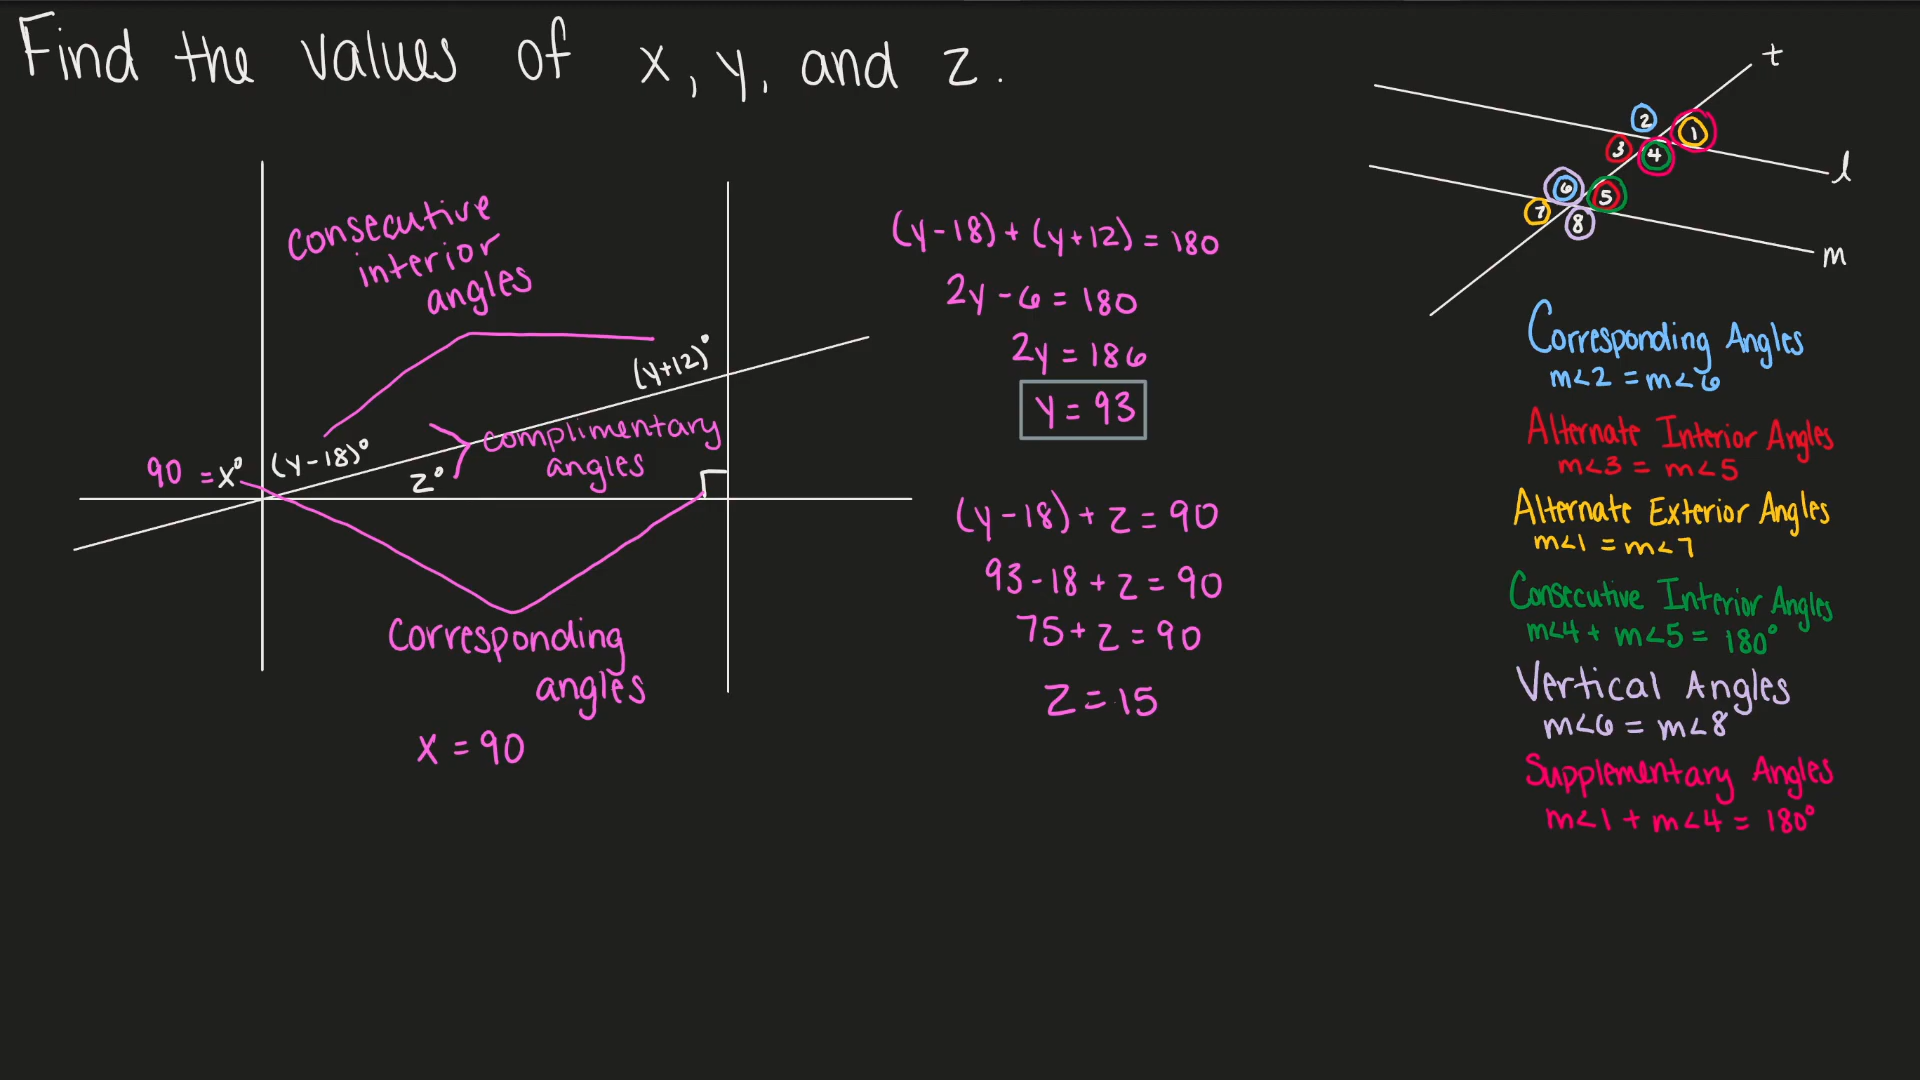 Find the values of x, y, and z.
consecutive
interior
angles
(y+12)°
90 = x° (y-18)°
z°
complimentary
angles
Corresponding
angles
x = 90
(y-18) + (y+12) = 180
2y - 6 = 180
2y = 186
y = 93
(y-18) + z = 90
93-18 + z = 90
75 + z = 90
z = 15
t
2
1
3
4
l
6
5
7
8
m
Corresponding Angles
m<2 = m<6
Alternate Interior Angles
m<3 = m<5
Alternate Exterior Angles
m<1 = m<7
Consecutive Interior Angles
m<4 + m<5 = 180°
Vertical Angles
m<6 = m<8
Supplementary Angles
m<1 + m<4 = 180°